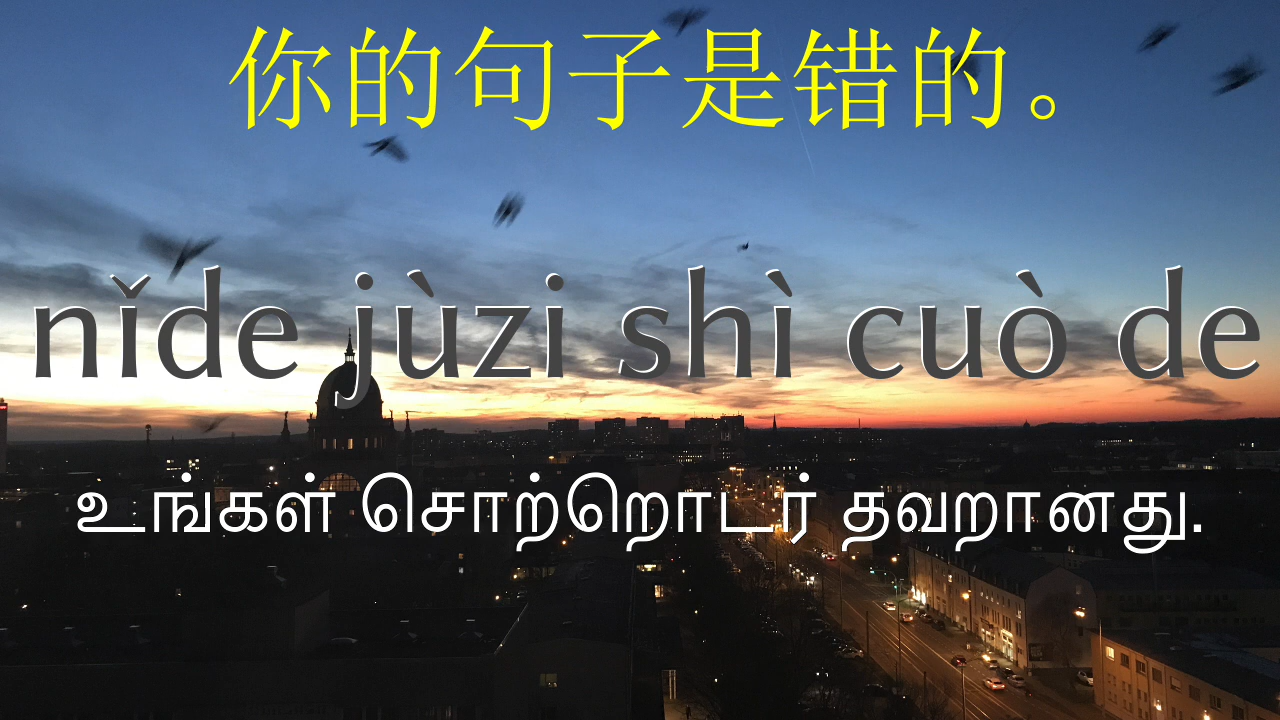 你的句子是错的。
nǐde jùzi shì cuò de
உங்கள் சொற்றொடர் தவறானது.